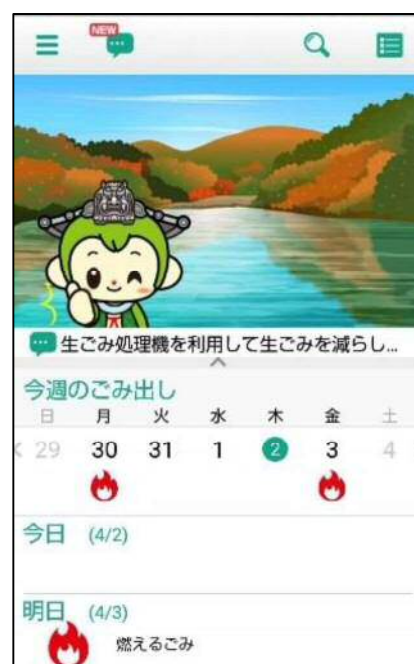 NEW
生ごみ処理機を利用して生ごみを減らし...
今週のごみ出し
日 月 火 水 木 金 土
29 30 31 1 2 3 4
今日 (4/2)
明日 (4/3)
燃えるごみ